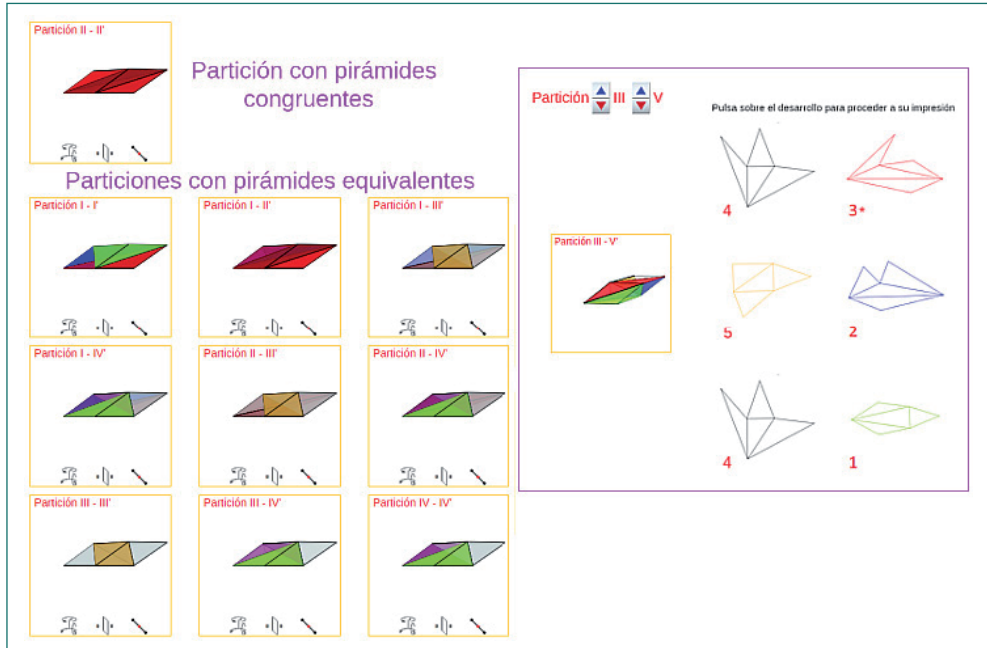 Partición II - II'
Partición con pirámides
congruentes
Particiones con pirámides equivalentes
Partición I - I'
Partición I - II'
Partición I - III'
Partición I - IV'
Partición II - III'
Partición II - IV'
Partición III - III'
Partición III - IV'
Partición IV - IV'
Partición III V
Pulsa sobre el desarrollo para proceder a su impresión
4
3*
Partición III - V'
5
2
4
1